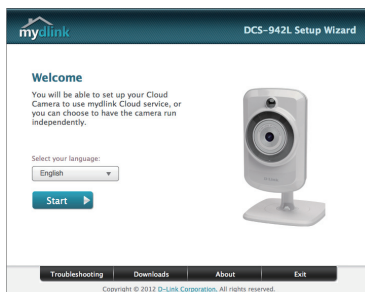 mydlink
DCS-942L Setup Wizard
Welcome
You will be able to set up your Cloud
Camera to use mydlink Cloud service, or
you can choose to have the camera run
independently.
Select your language:
English
Start
D-Link
Troubleshooting Downloads About Exit
Copyright © 2012 D-Link Corporation. All rights reserved.